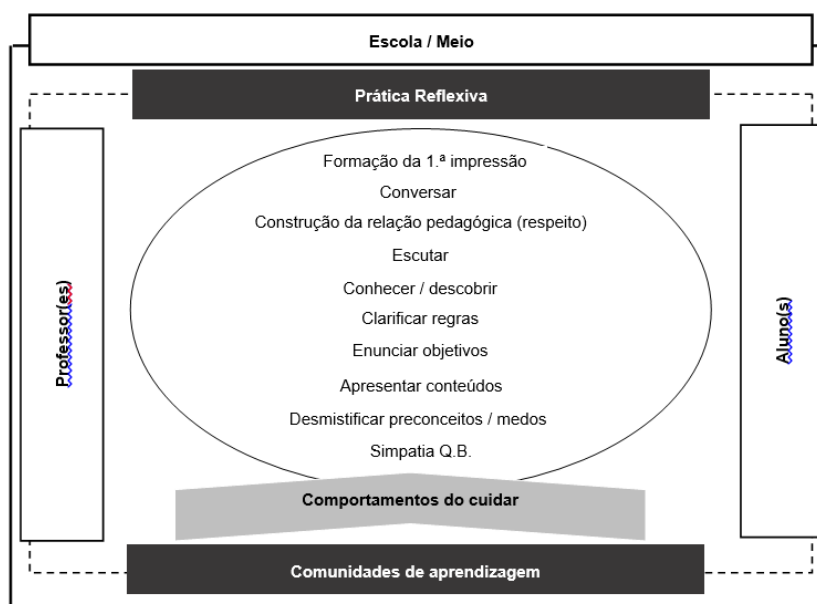 Escola / Meio
Prática Reflexiva
Professor(es)
Formação da 1.ª impressão
Conversar
Construção da relação pedagógica (respeito)
Escutar
Conhecer / descobrir
Clarificar regras
Enunciar objetivos
Apresentar conteúdos
Desmistificar preconceitos / medos
Simpatia Q.B.
Aluno(s)
Comportamentos do cuidar
Comunidades de aprendizagem